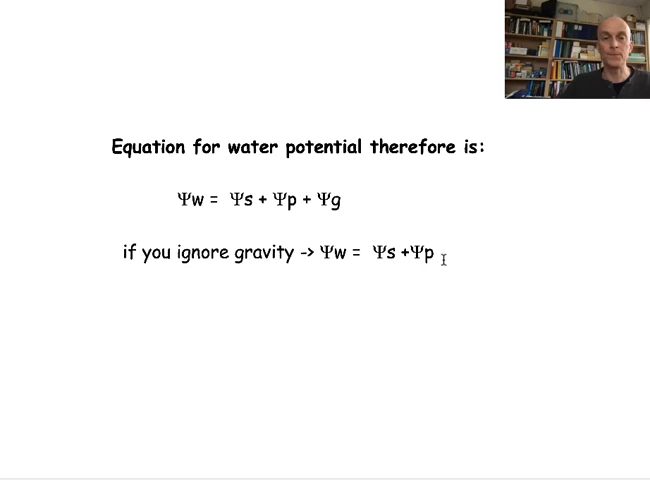 Equation for water potential therefore is:
Ψw = Ψs + Ψp + Ψg
if you ignore gravity -> Ψw = Ψs +Ψp